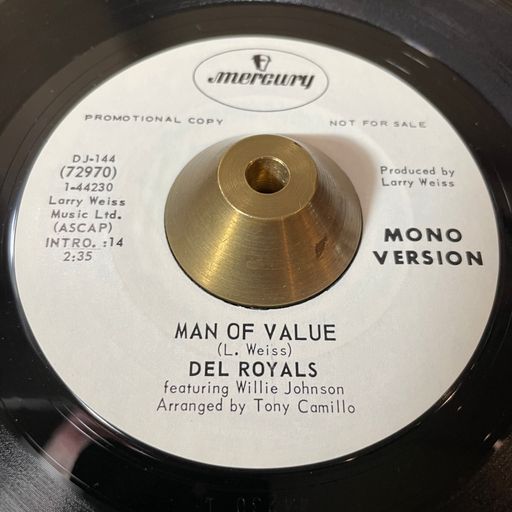 mercury
PROMOTIONAL COPY
NOT FOR SALE
DJ-144
(72970)
1-44230
Larry Weiss
Music Ltd.
(ASCAP)
INTRO. :14
2:35
Produced by
Larry Weiss
MONO
VERSION
MAN OF VALUE
(L. Weiss)
DEL ROYALS
featuring Willie Johnson
Arranged by Tony Camillo